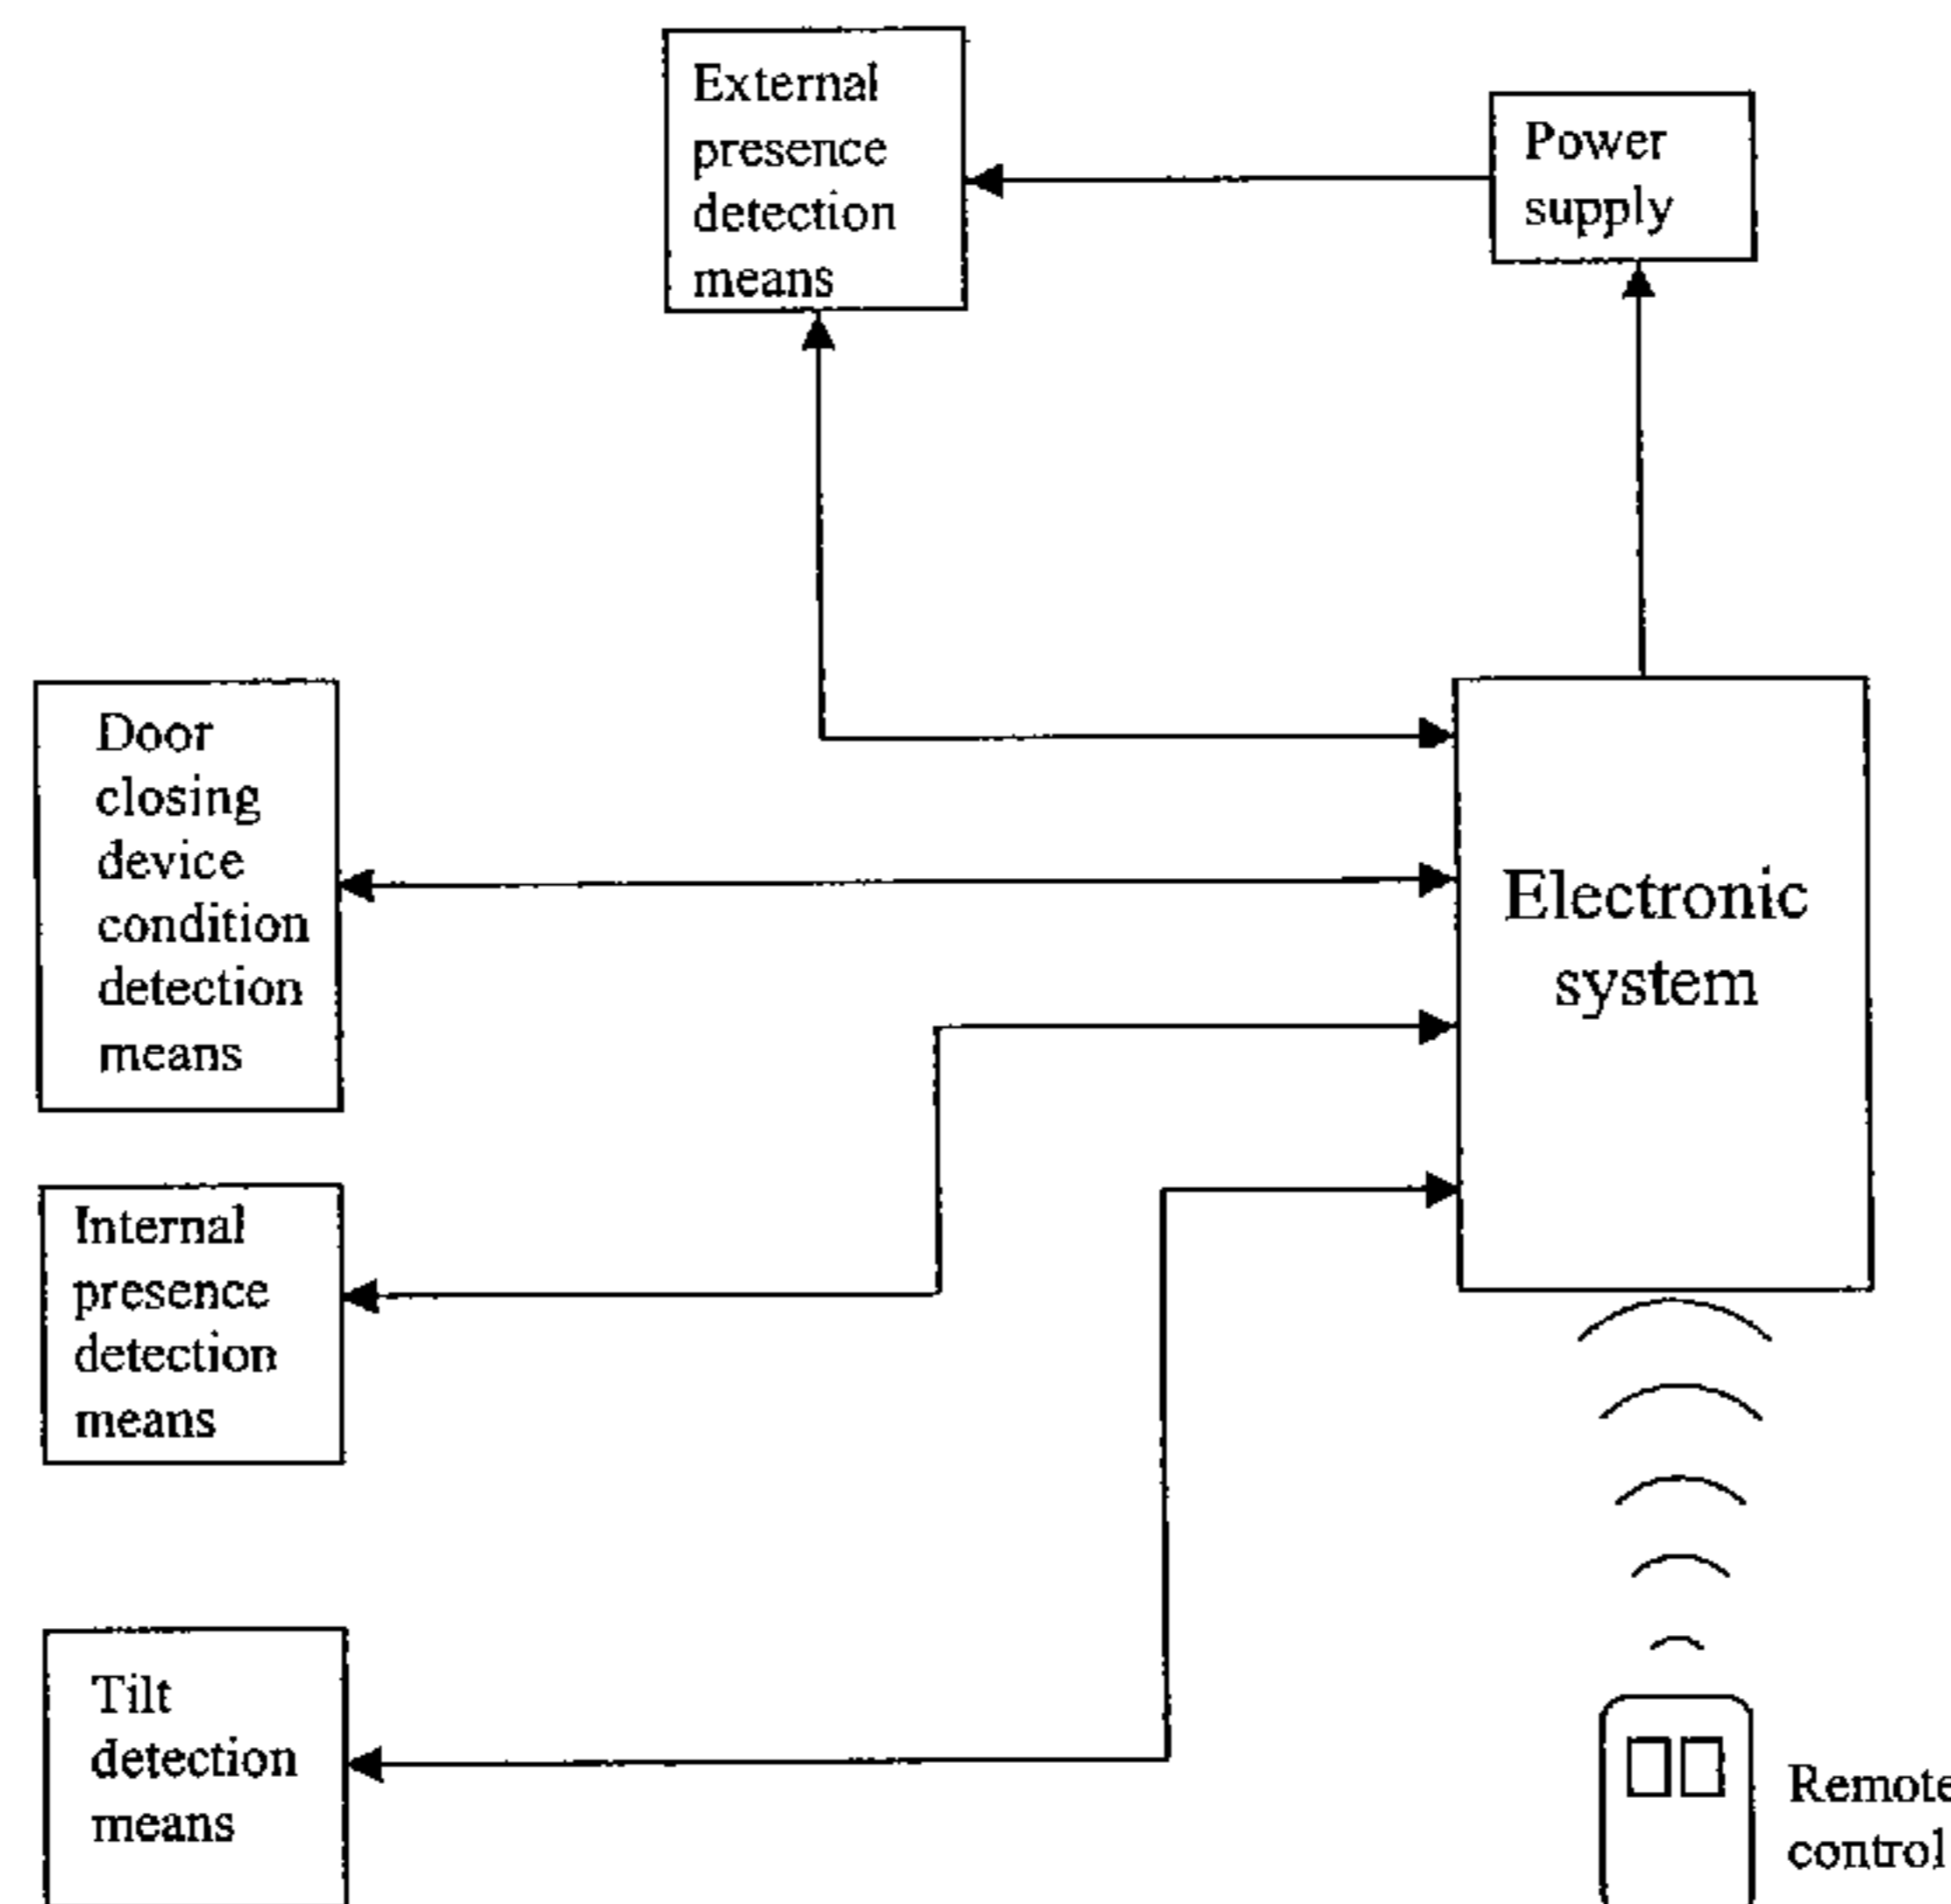 External
presence
detection
means
Power
supply
Door
closing
device
condition
detection
means
Electronic
system
Internal
presence
detection
means
Tilt
detection
means
Remote
control